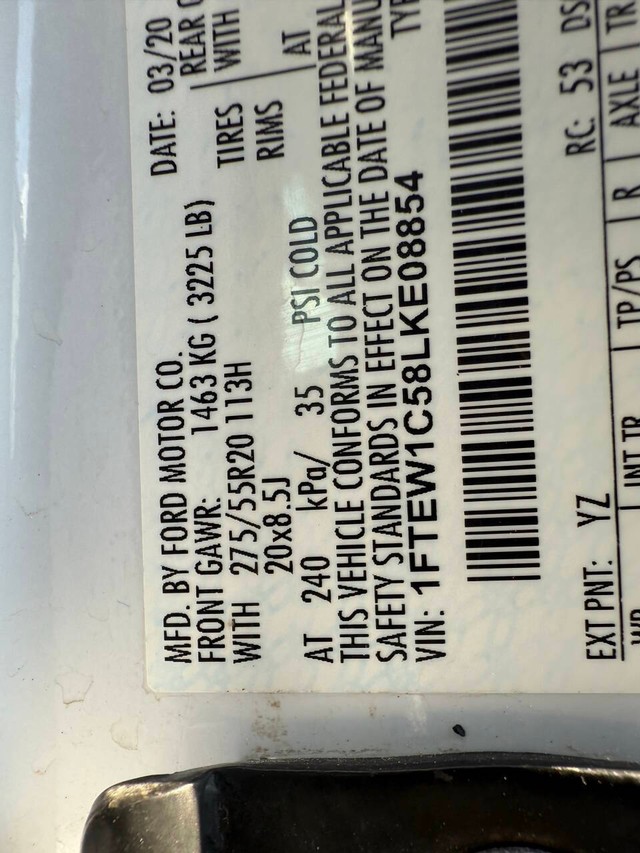 MFD. BY FORD MOTOR CO.
DATE: 03/20
FRONT GAWR: 1463 KG ( 3225 LB)
REAR
WITH 275/55R20 113H
TIRES
WITH
20x8.5J
RIMS
AT 240 kPa/ 35 PSI COLD
AT
THIS VEHICLE CONFORMS TO ALL APPLICABLE FEDERAL
SAFETY STANDARDS IN EFFECT ON THE DATE OF MANU
VIN: 1FTEW1C58LKE08854
TYP
EXT PNT: YZ
RC: 53
DS
WB
INT TR
TP/PS
R
AXLE
TR